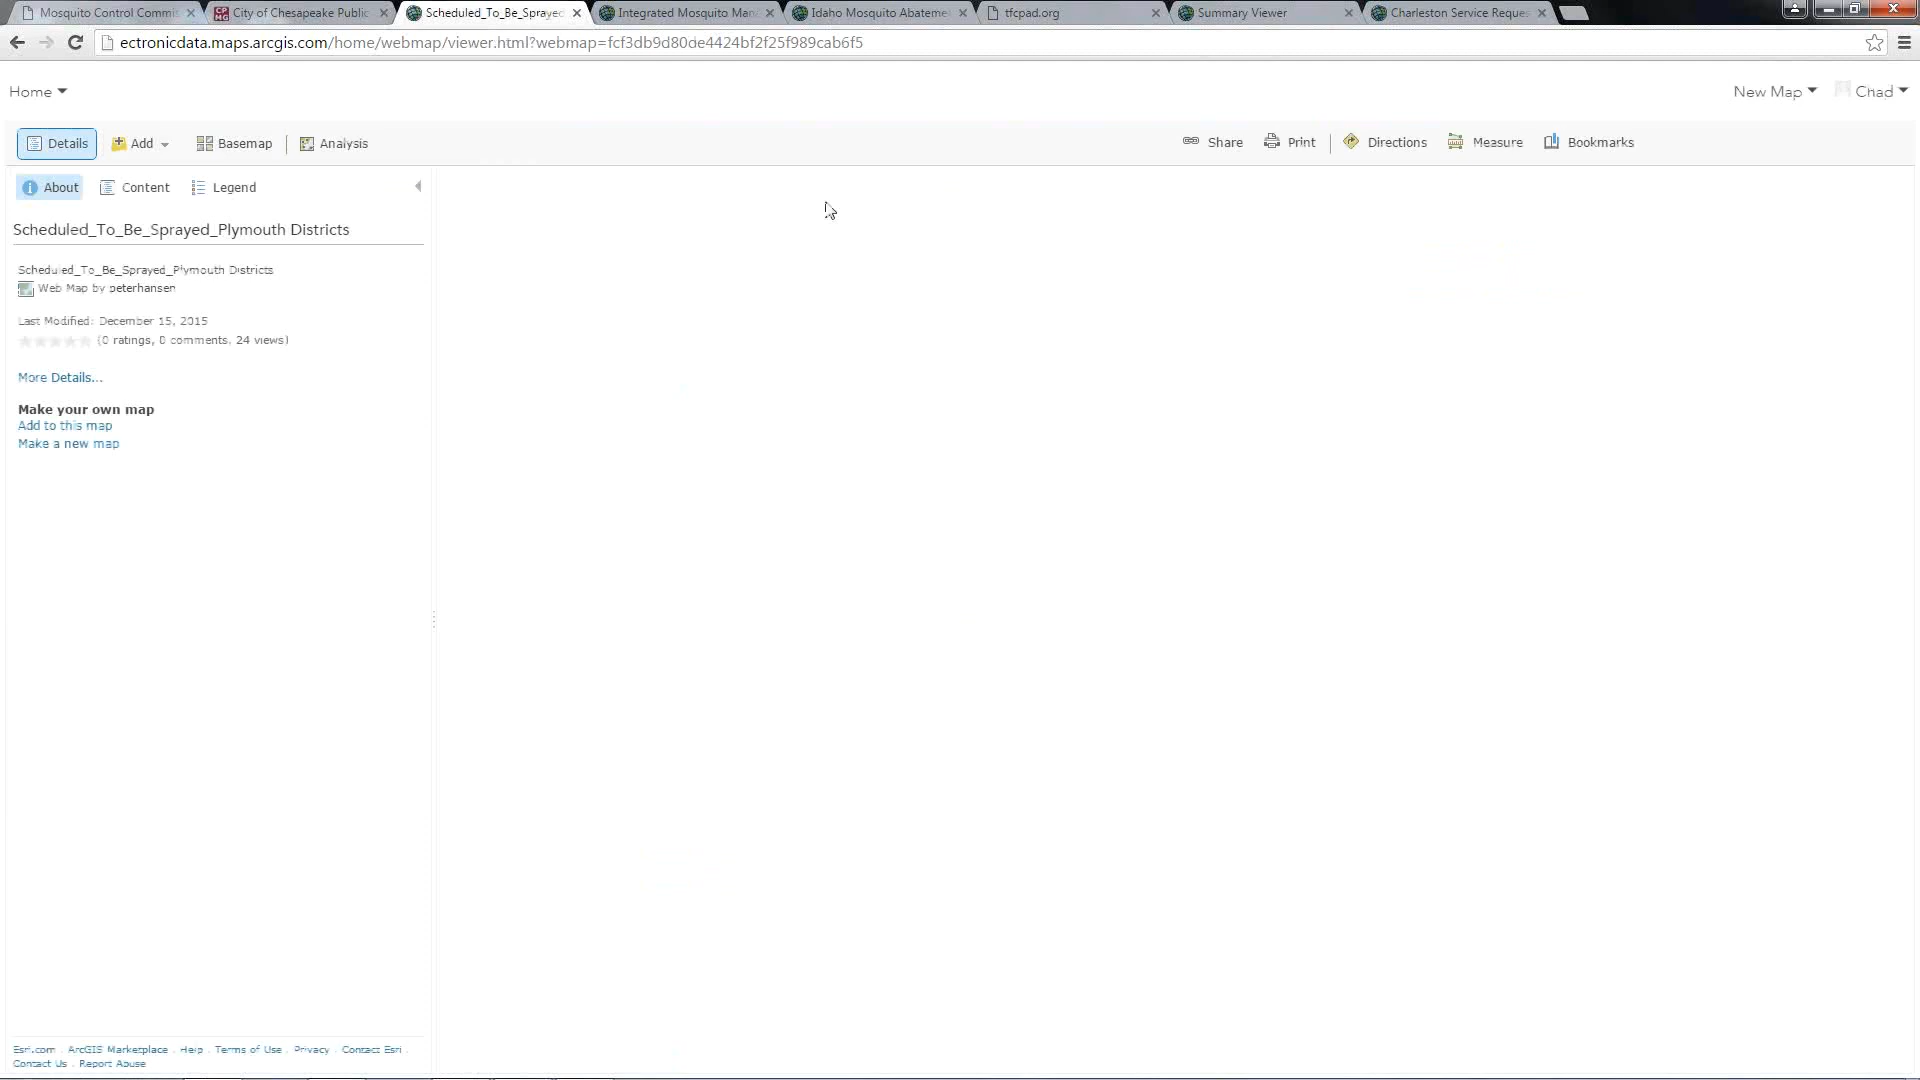 Mosquito Control Commis City of Chesapeake Public Scheduled_To_Be_Sprayed Integrated Mosquito Man Idaho Mosquito Abateme tfcpad.org Summary Viewer Charleston Service Reques
ectronicdata.maps.arcgis.com/home/webmap/viewer.html?webmap=fcf3db9d80de4424bf2f25f989cab6f5
Home New Map Chad
Details Add Basemap Analysis Share Print Directions Measure Bookmarks
About Content Legend
Scheduled_To_Be_Sprayed_Plymouth Districts
Scheduled_To_Be_Sprayed_Plymouth Districts
Web Map by peterhansen
Last Modified: December 15, 2015
(0 ratings, 0 comments, 24 views)
More Details...
Make your own map
Add to this map
Make a new map
Esri.com . ArcGIS Marketplace . Help . Terms of Use . Privacy . Contact Esri .
Contact Us . Report Abuse